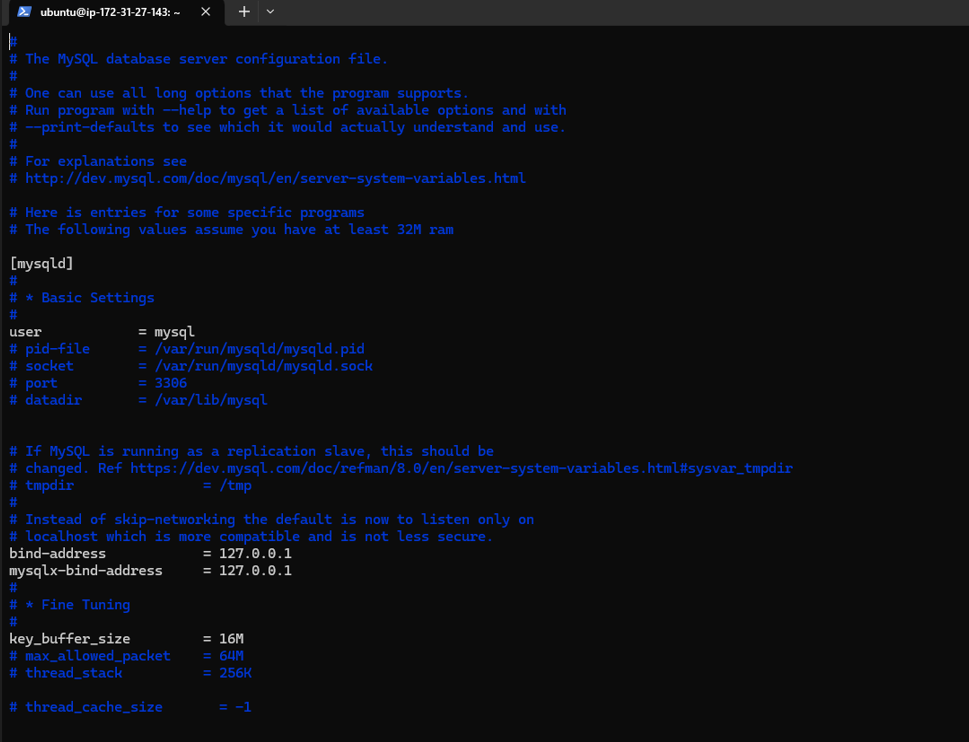 ubuntu@ip-172-31-27-143: ~
#
# The MySQL database server configuration file.
#
# One can use all long options that the program supports.
# Run program with --help to get a list of available options and with
# --print-defaults to see which it would actually understand and use.
#
# For explanations see
# http://dev.mysql.com/doc/mysql/en/server-system-variables.html

# Here is entries for some specific programs
# The following values assume you have at least 32M ram

[mysqld]
#
# * Basic Settings
#
user            = mysql
# pid-file      = /var/run/mysqld/mysqld.pid
# socket        = /var/run/mysqld/mysqld.sock
# port          = 3306
# datadir       = /var/lib/mysql


# If MySQL is running as a replication slave, this should be
# changed. Ref https://dev.mysql.com/doc/refman/8.0/en/server-system-variables.html#sysvar_tmpdir
# tmpdir                = /tmp
#
# Instead of skip-networking the default is now to listen only on
# localhost which is more compatible and is not less secure.
bind-address            = 127.0.0.1
mysqlx-bind-address     = 127.0.0.1
#
# * Fine Tuning
#
key_buffer_size         = 16M
# max_allowed_packet    = 64M
# thread_stack          = 256K

# thread_cache_size       = -1